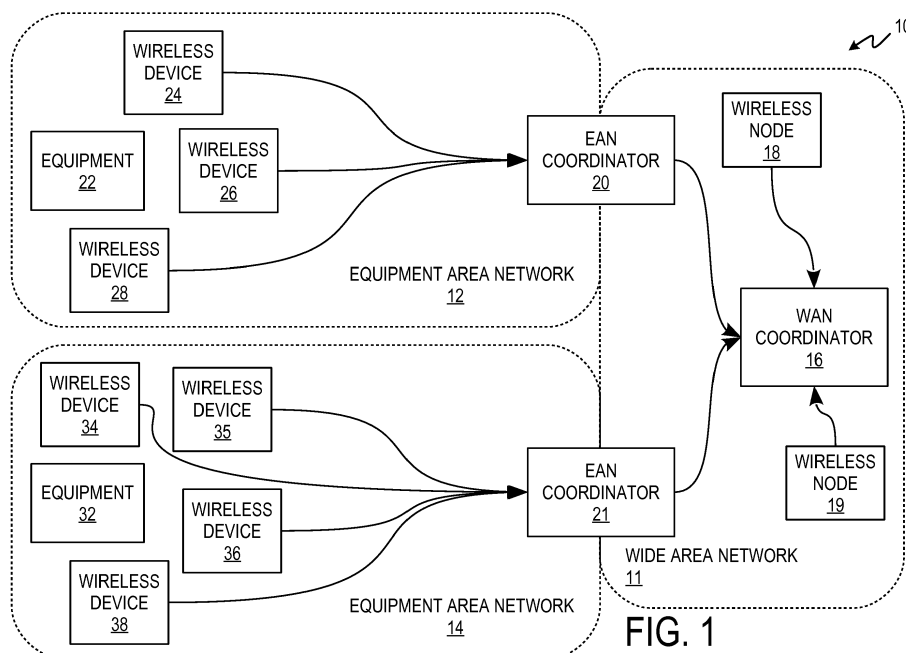 10
WIRELESS
DEVICE
24
EQUIPMENT
22
WIRELESS
DEVICE
26
WIRELESS
DEVICE
28
EQUIPMENT AREA NETWORK
12
EAN
COORDINATOR
20
WIRELESS
NODE
18
WAN
COORDINATOR
16
WIRELESS
NODE
19
WIRELESS
DEVICE
34
WIRELESS
DEVICE
35
EQUIPMENT
32
WIRELESS
DEVICE
36
WIRELESS
DEVICE
38
EQUIPMENT AREA NETWORK
14
EAN
COORDINATOR
21
WIDE AREA NETWORK
11
FIG. 1